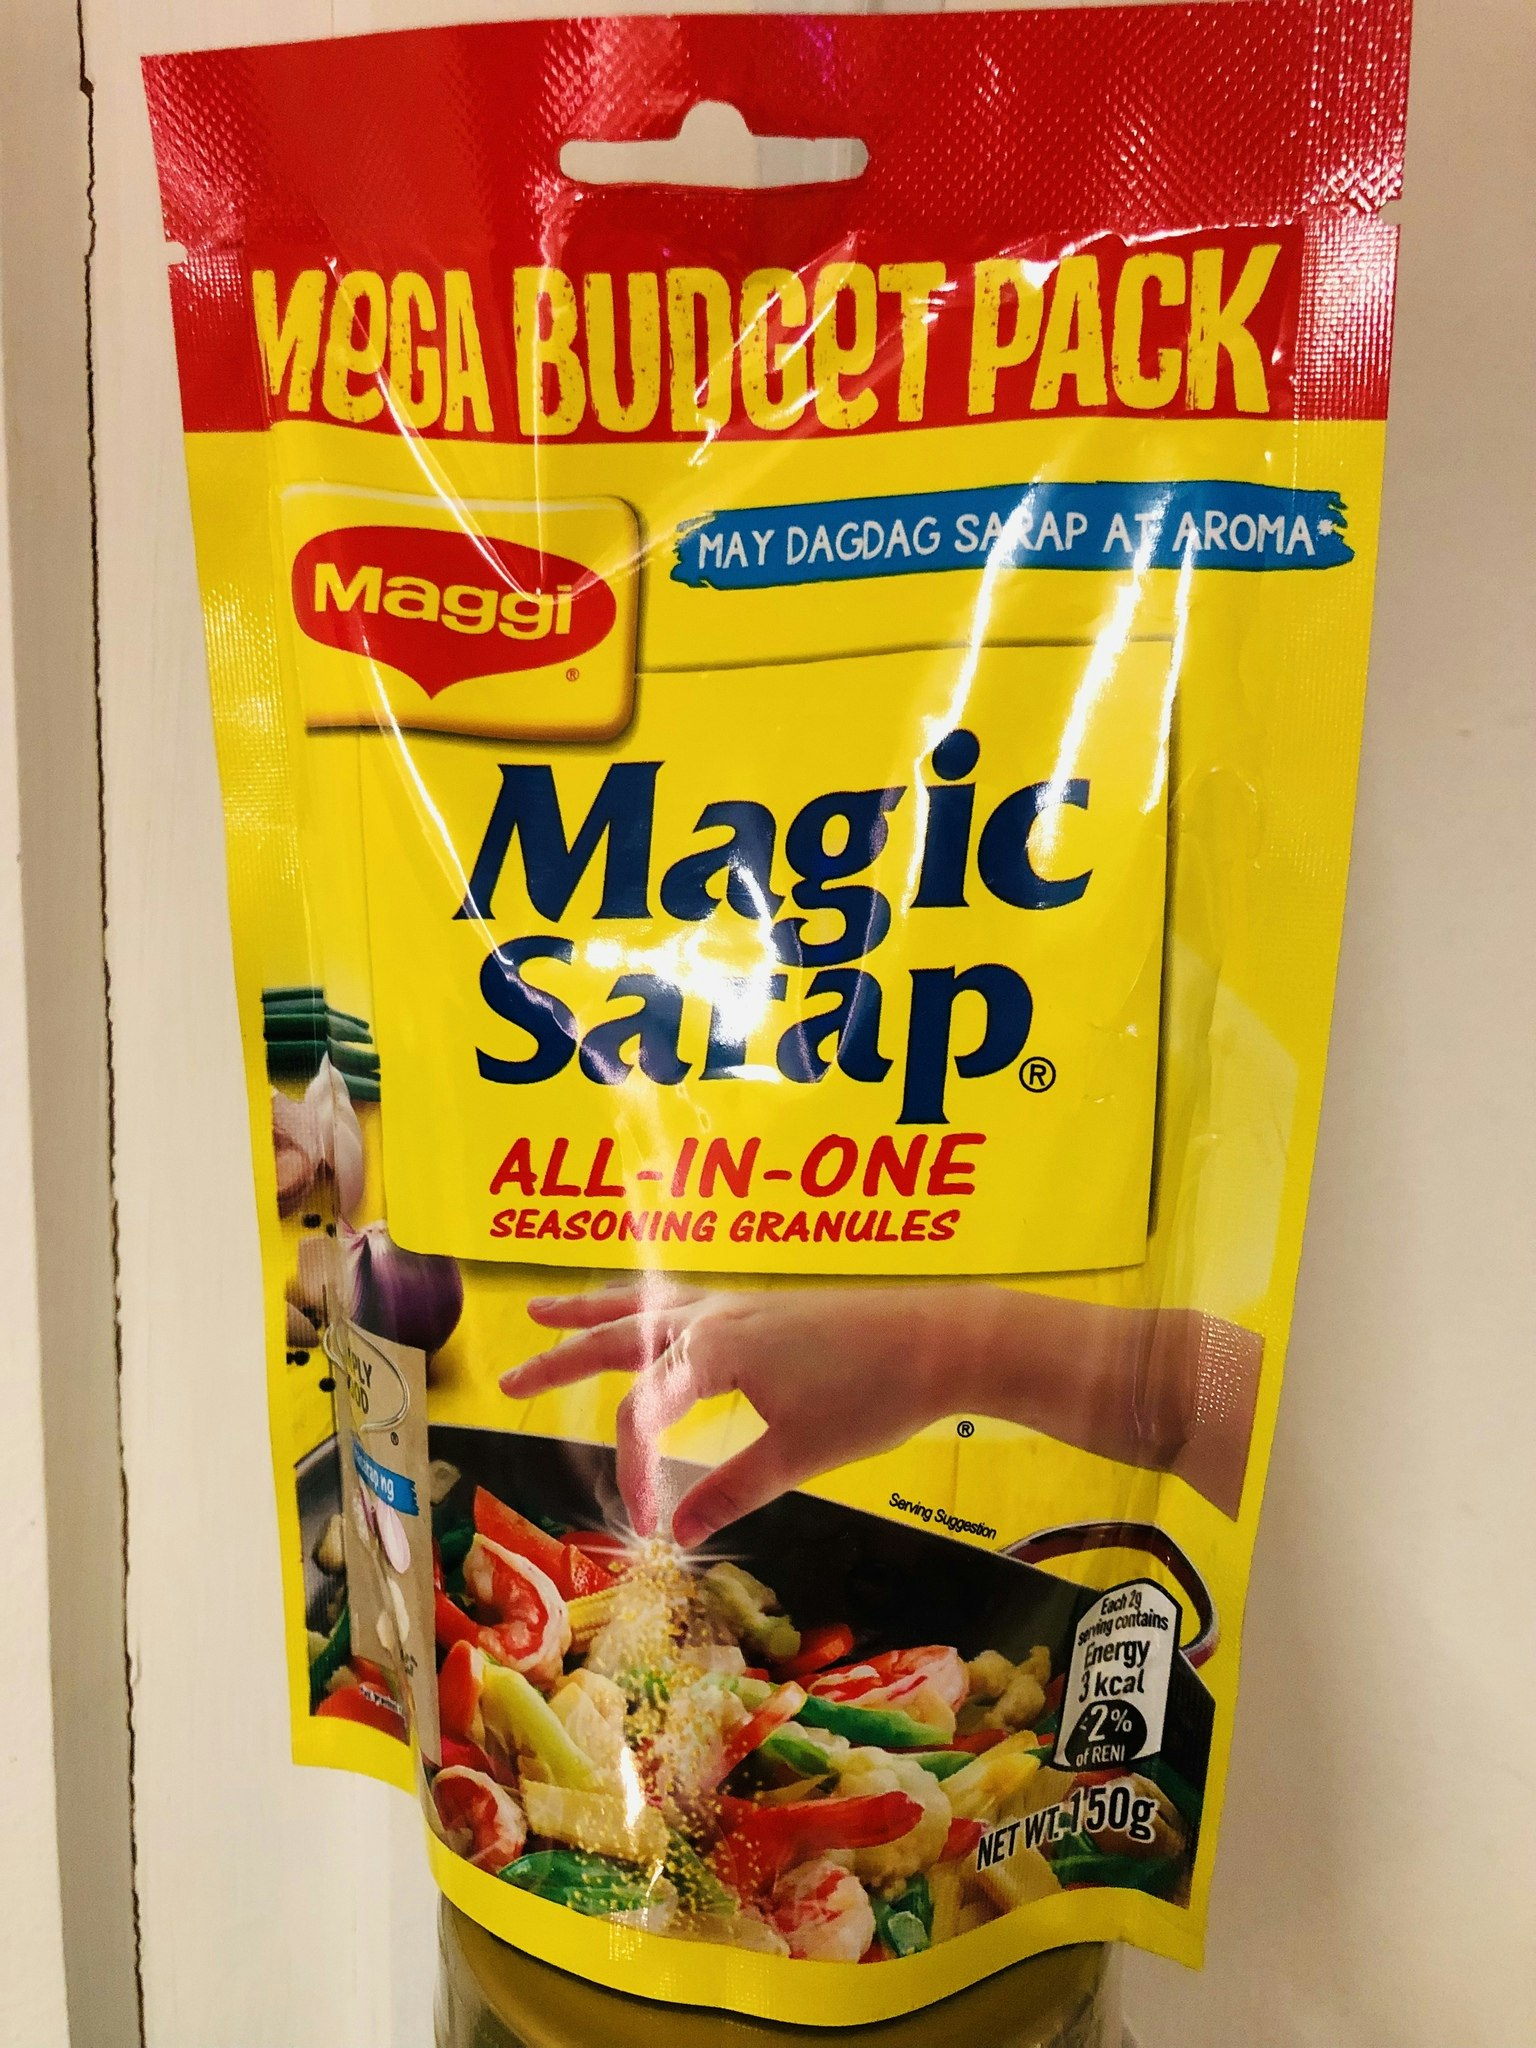 MEGA BUDGET PACK
MAY DAGDAG SARAP AT AROMA*
Maggi
®
Magic
Sarap®
ALL-IN-ONE
SEASONING GRANULES
®
®
Serving Suggestion
Each 2g
serving contains
Energy
3 kcal
2%
of RENI
NET WT. 150g